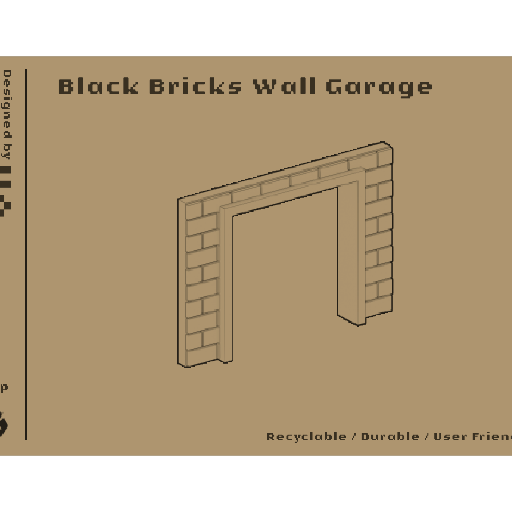 Black Bricks Wall Garage
Designed by
p
Recyclable / Durable / User Frien